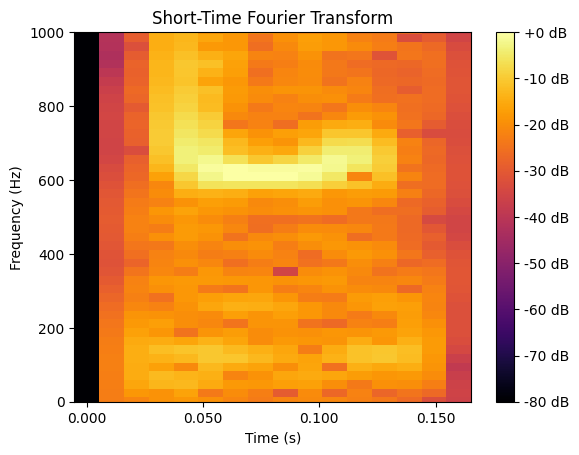 Short-Time Fourier Transform
1000
800
600
400
200
0
Frequency (Hz)
0.000
0.050
0.100
0.150
Time (s)
+0 dB
-10 dB
-20 dB
-30 dB
-40 dB
-50 dB
-60 dB
-70 dB
-80 dB